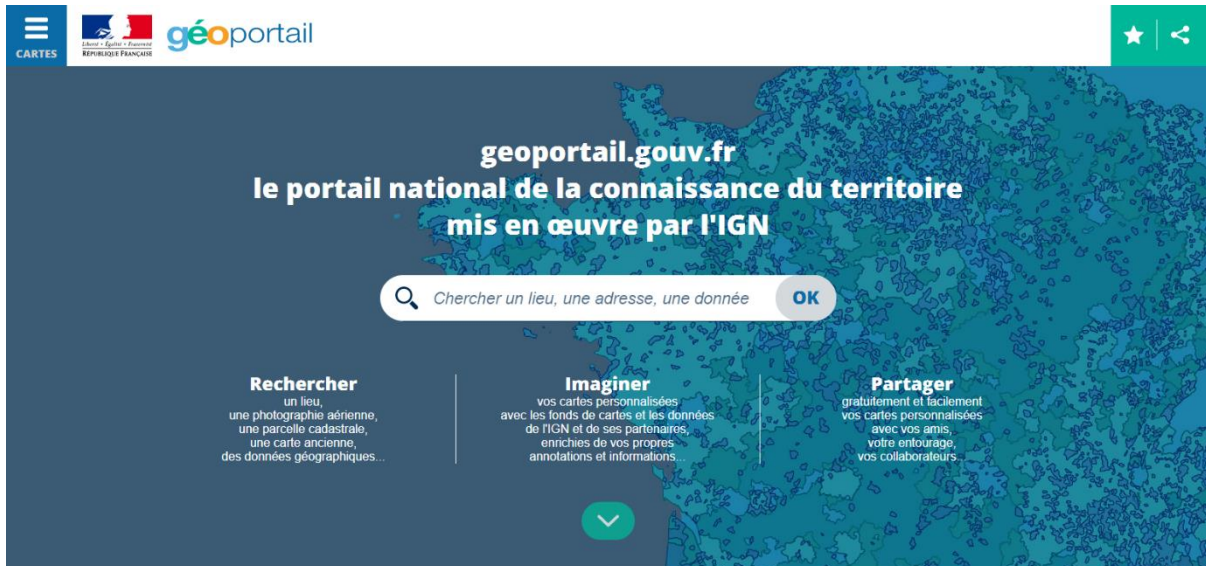 CARTES
Liberté • Égalité • Fraternité
RÉPUBLIQUE FRANÇAISE
géoportail
geoportail.gouv.fr
le portail national de la connaissance du territoire
mis en œuvre par l'IGN
Chercher un lieu, une adresse, une donnée
OK
Rechercher
un lieu,
une photographie aérienne,
une parcelle cadastrale,
une carte ancienne,
des données géographiques...
Imaginer
vos cartes personnalisées
avec les fonds de cartes et les données
de l'IGN et de ses partenaires,
enrichies de vos propres
annotations et informations...
Partager
gratuitement et facilement
vos cartes personnalisées
avec vos amis,
votre entourage,
vos collaborateurs...